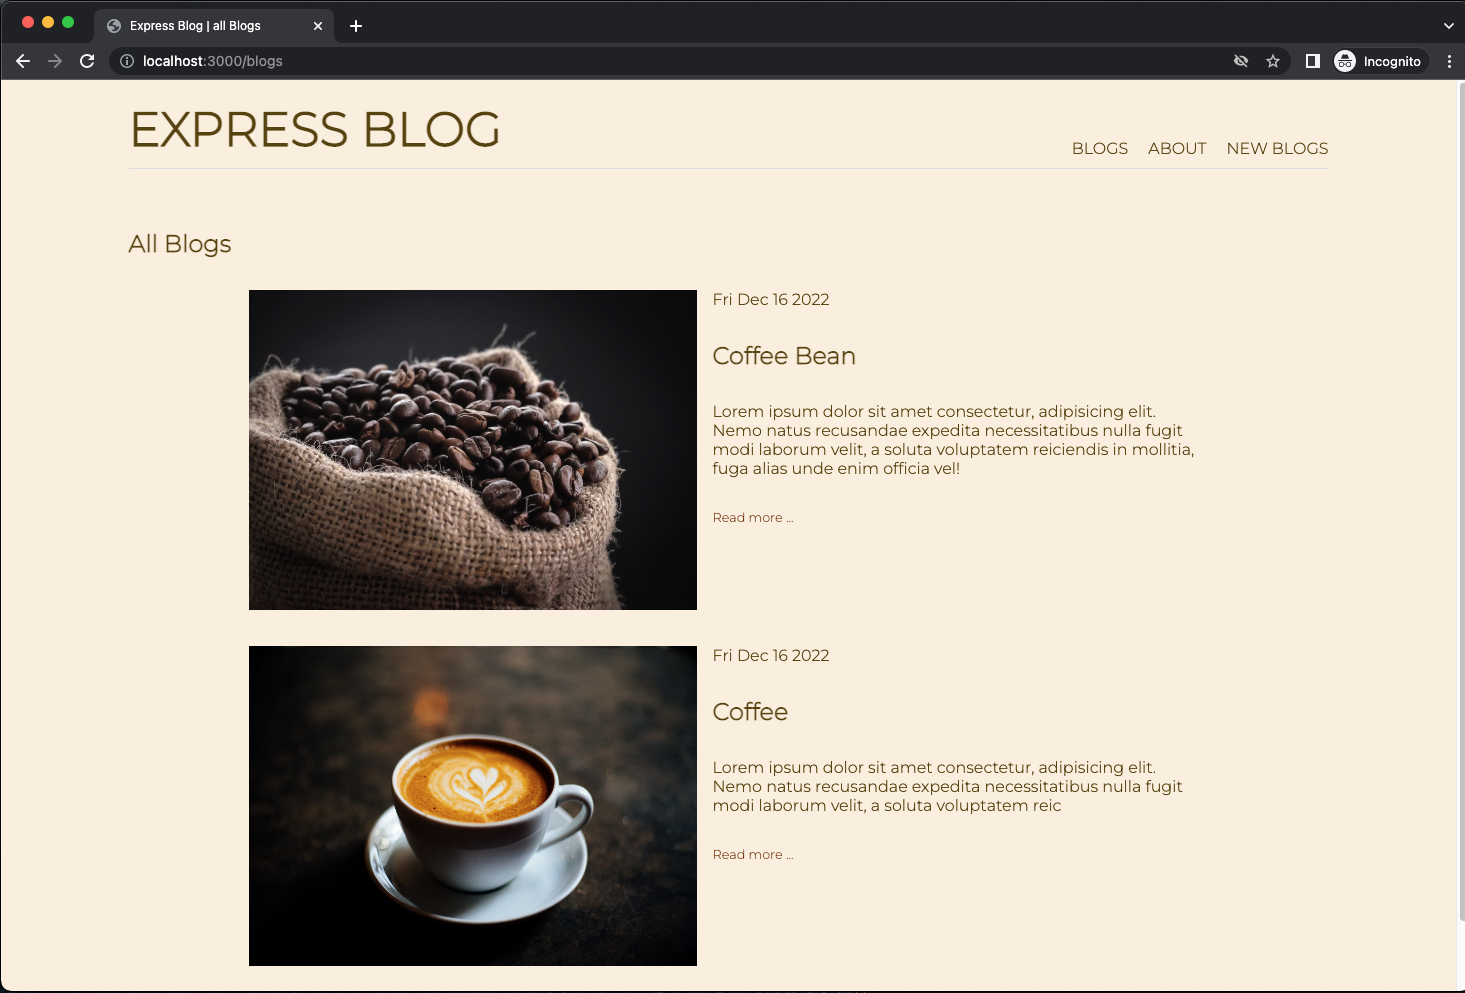 Express Blog | all Blogs
localhost:3000/blogs
Incognito
EXPRESS BLOG
BLOGS ABOUT NEW BLOGS
All Blogs
Fri Dec 16 2022
Coffee Bean
Lorem ipsum dolor sit amet consectetur, adipisicing elit.
Nemo natus recusandae expedita necessitatibus nulla fugit
modi laborum velit, a soluta voluptatem reiciendis in mollitia,
fuga alias unde enim officia vel!
Read more ...
Fri Dec 16 2022
Coffee
Lorem ipsum dolor sit amet consectetur, adipisicing elit.
Nemo natus recusandae expedita necessitatibus nulla fugit
modi laborum velit, a soluta voluptatem reic
Read more ...